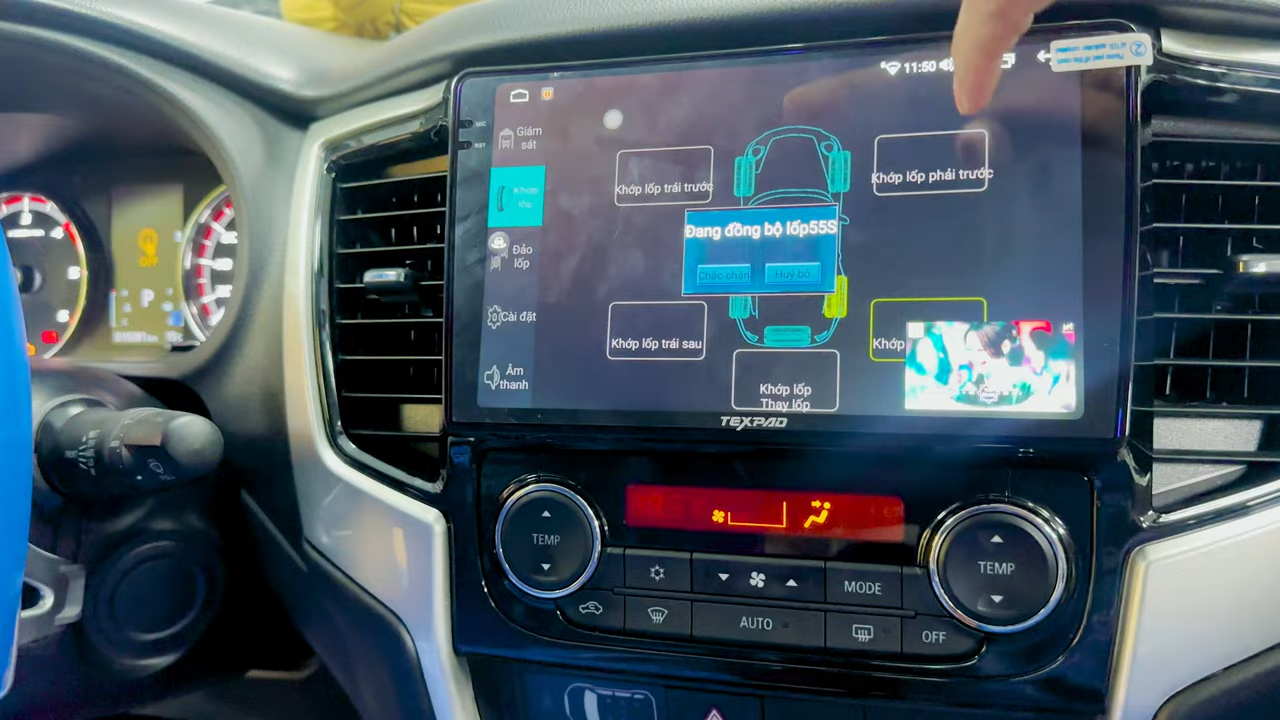 11:50
MIC
RST
Giám
sát
Khớp
lốp
Đảo
lốp
Cài đặt
Âm
thanh
Khớp lốp trái trước
Khớp lốp phải trước
Đang đồng bộ lốp55S
Chắc chắn
Huỷ bỏ
Khớp lốp trái sau
Khớp
Khớp lốp
Thay lốp
TEXPAD
P
TEMP
TEMP
MODE
AUTO
OFF